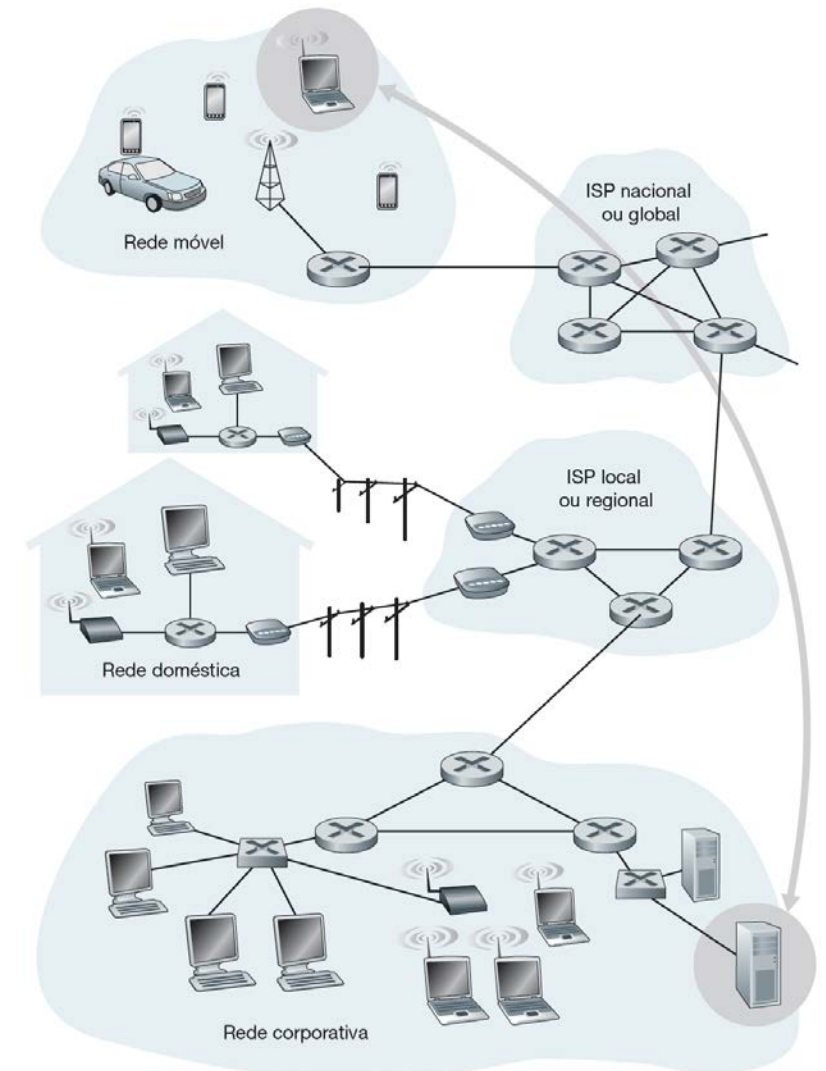 ISP nacional
ou global
Rede móvel
ISP local
ou regional
Rede doméstica
Rede corporativa